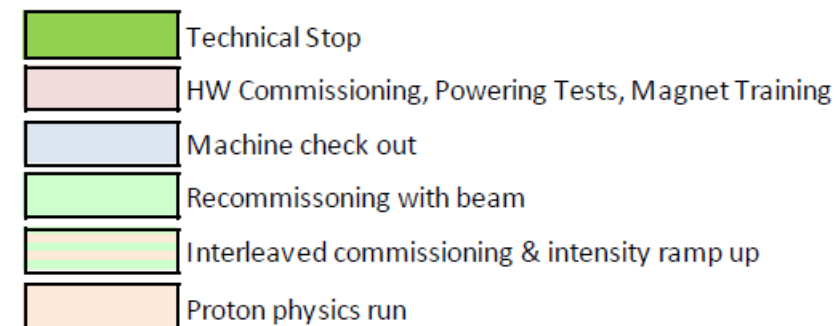 Technical Stop
HW Commissioning, Powering Tests, Magnet Training
Machine check out
Recommissoning with beam
Interleaved commissioning & intensity ramp up
Proton physics run